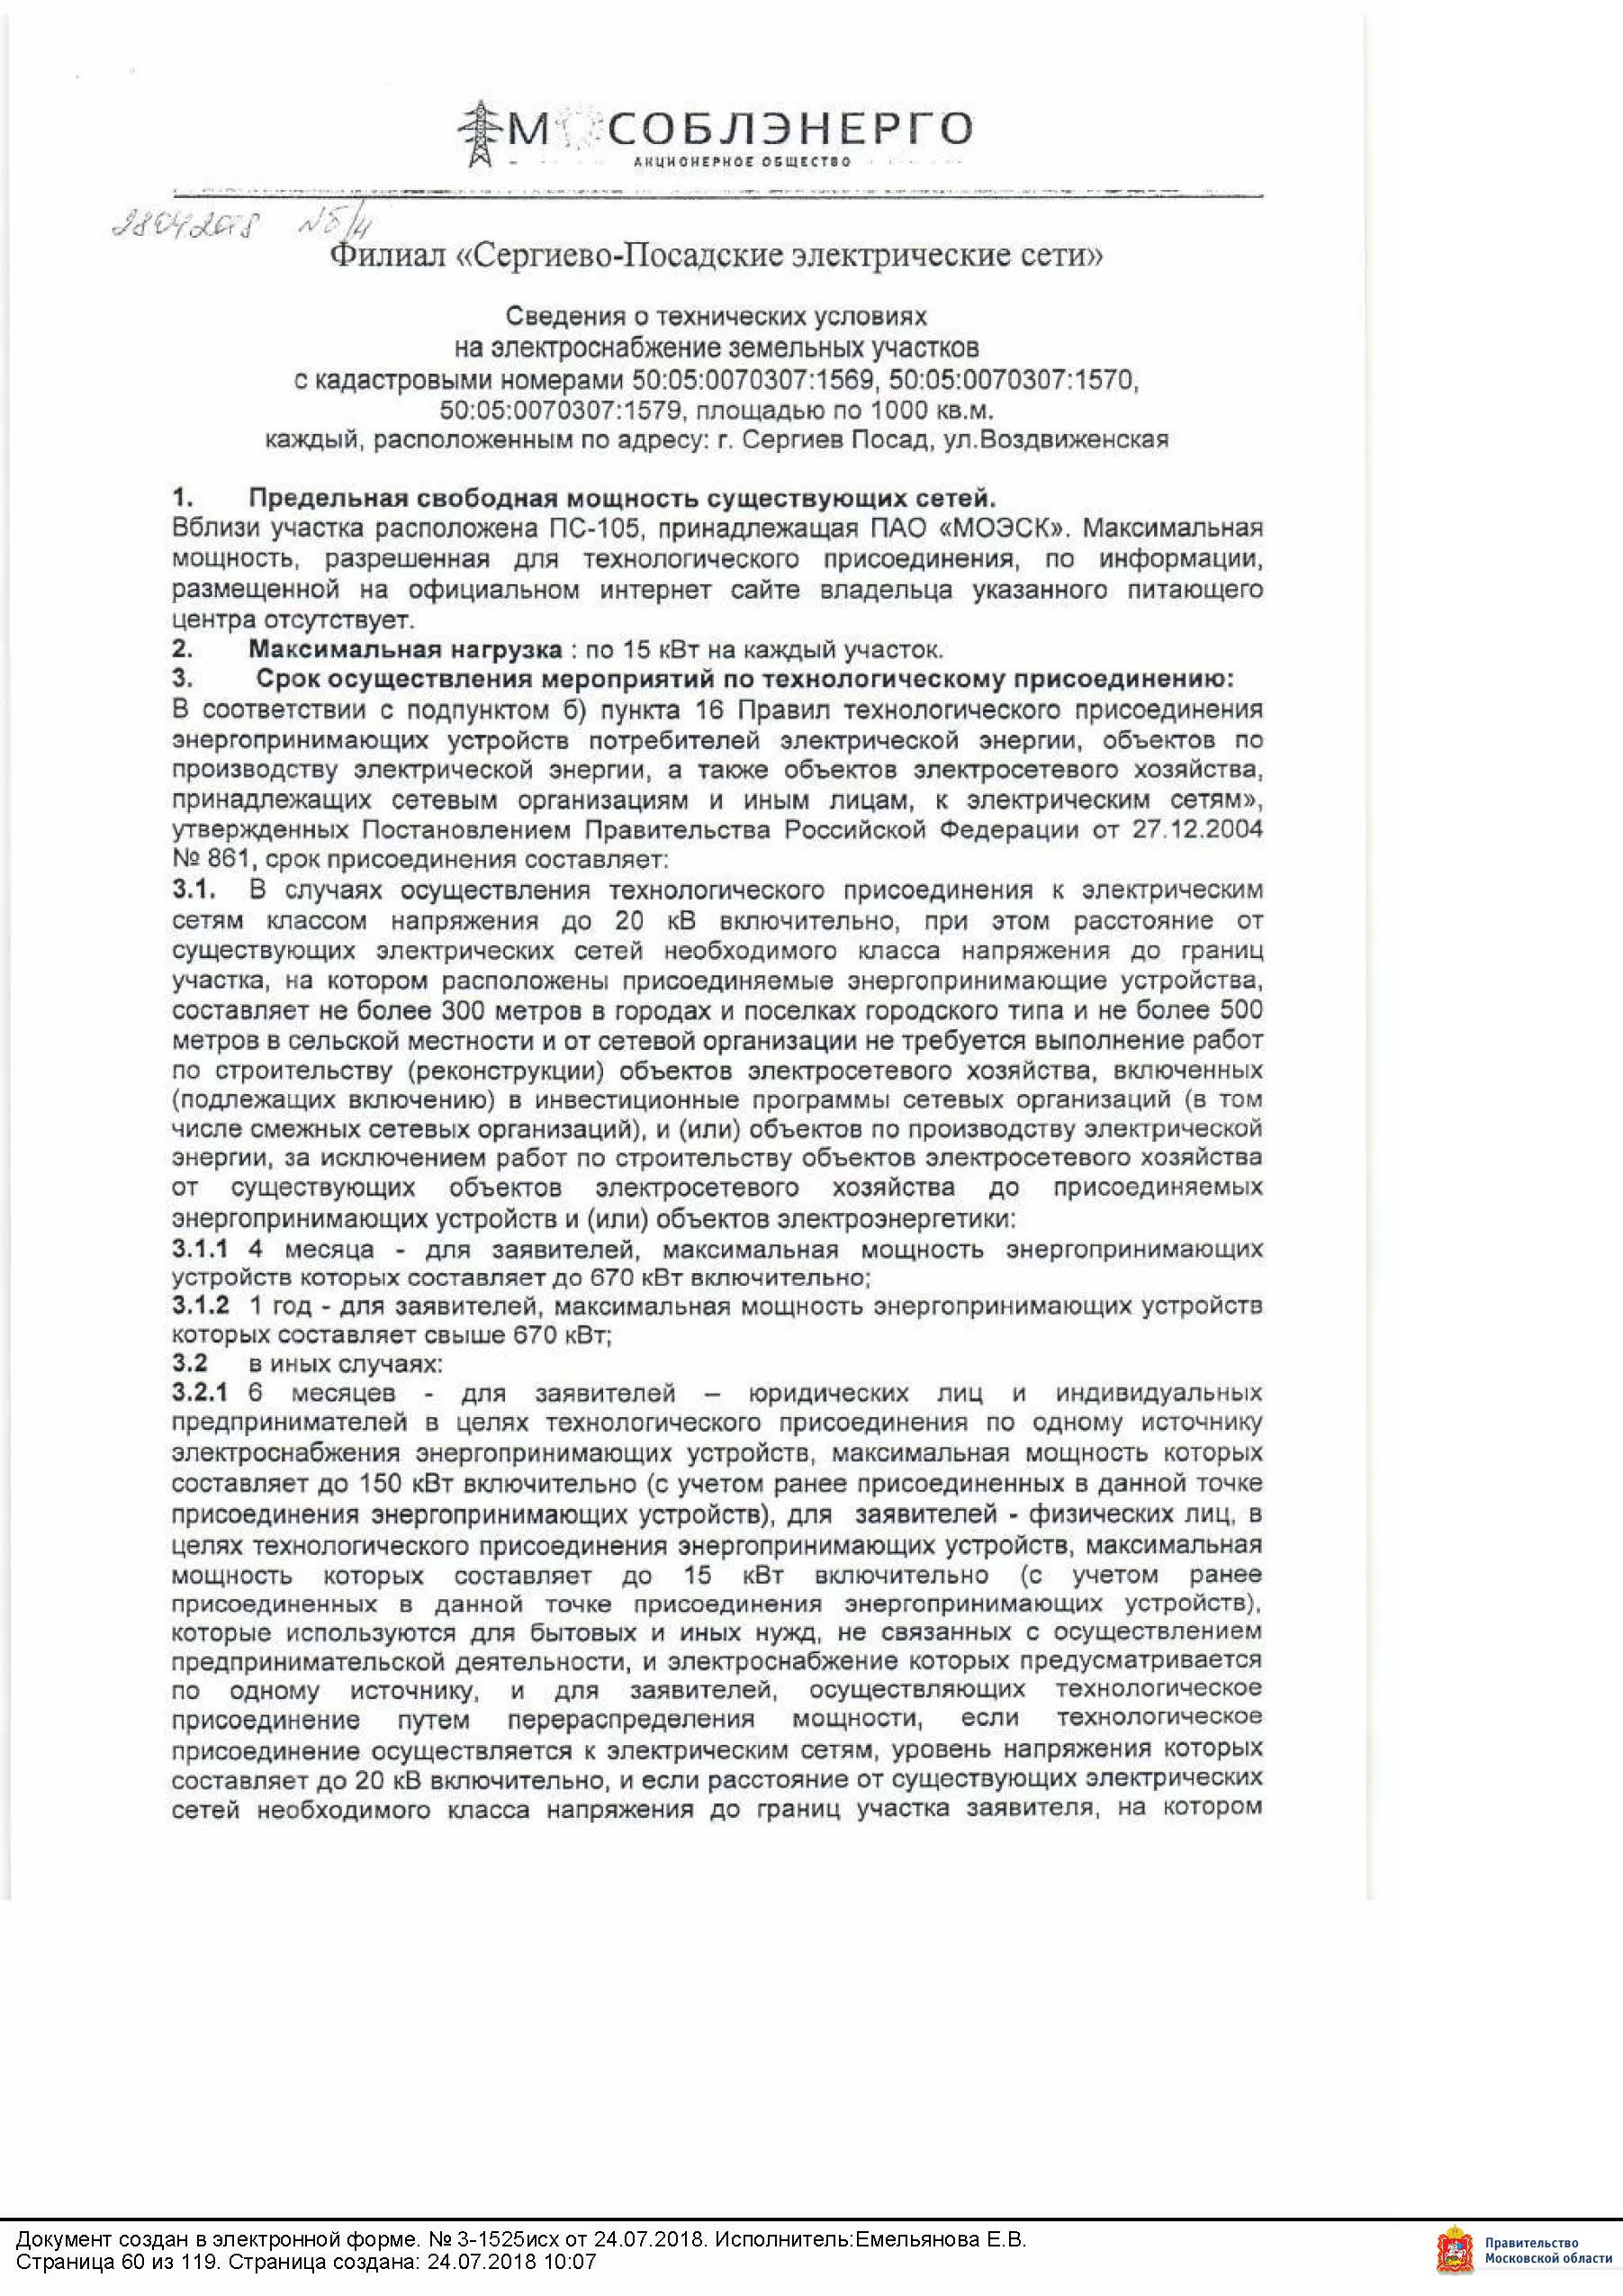 МОСОБЛЭНЕРГО
АКЦИОНЕРНОЕ ОБЩЕСТВО
Филиал «Сергиево-Посадские электрические сети»
Сведения о технических условиях
на электроснабжение земельных участков
с кадастровыми номерами 50:05:0070307:1569, 50:05:0070307:1570,
50:05:0070307:1579, площадью по 1000 кв.м.
каждый, расположенным по адресу: г. Сергиев Посад, ул.Воздвиженская
1. Предельная свободная мощность существующих сетей.
Вблизи участка расположена ПС-105, принадлежащая ПАО «МОЭСК». Максимальная
мощность, разрешенная для технологического присоединения, по информации,
размещенной на официальном интернет сайте владельца указанного питающего
центра отсутствует.
2. Максимальная нагрузка : по 15 кВт на каждый участок.
3. Срок осуществления мероприятий по технологическому присоединению:
В соответствии с подпунктом б) пункта 16 Правил технологического присоединения
энергопринимающих устройств потребителей электрической энергии, объектов по
производству электрической энергии, а также объектов электросетевого хозяйства,
принадлежащих сетевым организациям и иным лицам, к электрическим сетям»,
утвержденных Постановлением Правительства Российской Федерации от 27.12.2004
№ 861, срок присоединения составляет:
3.1. В случаях осуществления технологического присоединения к электрическим
сетям классом напряжения до 20 кВ включительно, при этом расстояние от
существующих электрических сетей необходимого класса напряжения до границ
участка, на котором расположены присоединяемые энергопринимающие устройства,
составляет не более 300 метров в городах и поселках городского типа и не более 500
метров в сельской местности и от сетевой организации не требуется выполнение работ
по строительству (реконструкции) объектов электросетевого хозяйства, включенных
(подлежащих включению) в инвестиционные программы сетевых организаций (в том
числе смежных сетевых организаций), и (или) объектов по производству электрической
энергии, за исключением работ по строительству объектов электросетевого хозяйства
от существующих объектов электросетевого хозяйства до присоединяемых
энергопринимающих устройств и (или) объектов электроэнергетики:
3.1.1 4 месяца - для заявителей, максимальная мощность энергопринимающих
устройств которых составляет до 670 кВт включительно;
3.1.2 1 год - для заявителей, максимальная мощность энергопринимающих устройств
которых составляет свыше 670 кВт;
3.2 в иных случаях:
3.2.1 6 месяцев - для заявителей – юридических лиц и индивидуальных
предпринимателей в целях технологического присоединения по одному источнику
электроснабжения энергопринимающих устройств, максимальная мощность которых
составляет до 150 кВт включительно (с учетом ранее присоединенных в данной точке
присоединения энергопринимающих устройств), для заявителей - физических лиц, в
целях технологического присоединения энергопринимающих устройств, максимальная
мощность которых составляет до 15 кВт включительно (с учетом ранее
присоединенных в данной точке присоединения энергопринимающих устройств),
которые используются для бытовых и иных нужд, не связанных с осуществлением
предпринимательской деятельности, и электроснабжение которых предусматривается
по одному источнику, и для заявителей, осуществляющих технологическое
присоединение путем перераспределения мощности, если технологическое
присоединение осуществляется к электрическим сетям, уровень напряжения которых
составляет до 20 кВ включительно, и если расстояние от существующих электрических
сетей необходимого класса напряжения до границ участка заявителя, на котором
Документ создан в электронной форме. № 3-1525исх от 24.07.2018. Исполнитель:Емельянова Е.В.
Страница 60 из 119. Страница создана: 24.07.2018 10:07
Правительство
Московской области